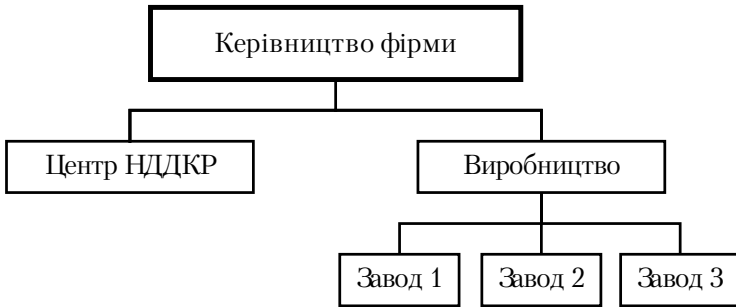 Керівництво фірми
Центр НДДКР
Виробництво
Завод 1
Завод 2
Завод 3